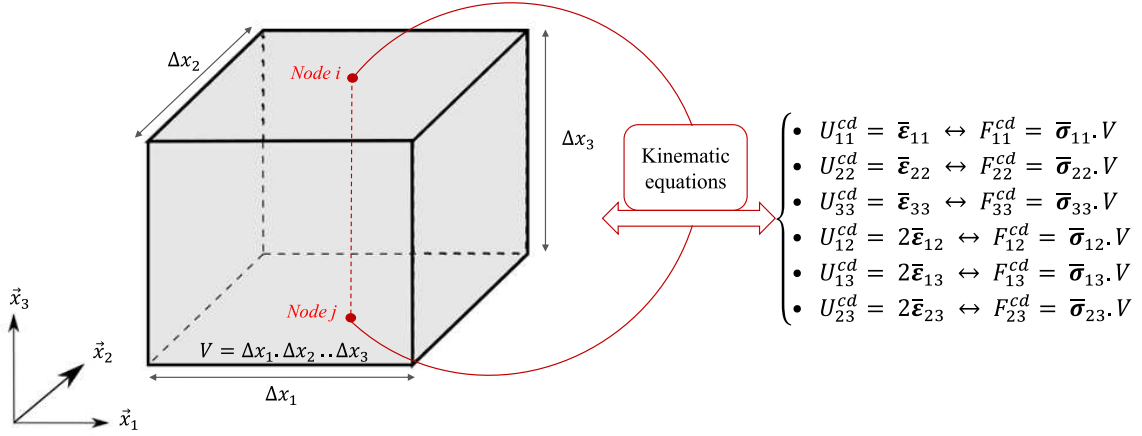 Δx₂
Node i
Δx₃
Kinematic
equations
• U₁₁ᶜᵈ = ε̅₁₁ ↔ F₁₁ᶜᵈ = σ̅₁₁. V
• U₂₂ᶜᵈ = ε̅₂₂ ↔ F₂₂ᶜᵈ = σ̅₂₂. V
• U₃₃ᶜᵈ = ε̅₃₃ ↔ F₃₃ᶜᵈ = σ̅₃₃. V
• U₁₂ᶜᵈ = 2ε̅₁₂ ↔ F₁₂ᶜᵈ = σ̅₁₂. V
• U₁₃ᶜᵈ = 2ε̅₁₃ ↔ F₁₃ᶜᵈ = σ̅₁₃. V
• U₂₃ᶜᵈ = 2ε̅₂₃ ↔ F₂₃ᶜᵈ = σ̅₂₃. V
Node j
V = Δx₁. Δx₂ .. Δx₃
Δx₁
x⃗₃
x⃗₂
x⃗₁